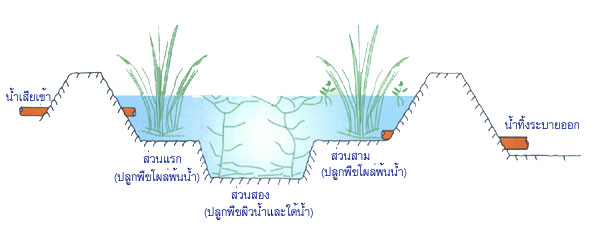 น้ำเสียเข้า
น้ำทิ้งระบายออก
ส่วนแรก
(ปลูกพืชโผล่พ้นน้ำ)
ส่วนสาม
(ปลูกพืชโผล่พ้นน้ำ)
ส่วนสอง
(ปลูกพืชผิวน้ำและใต้น้ำ)